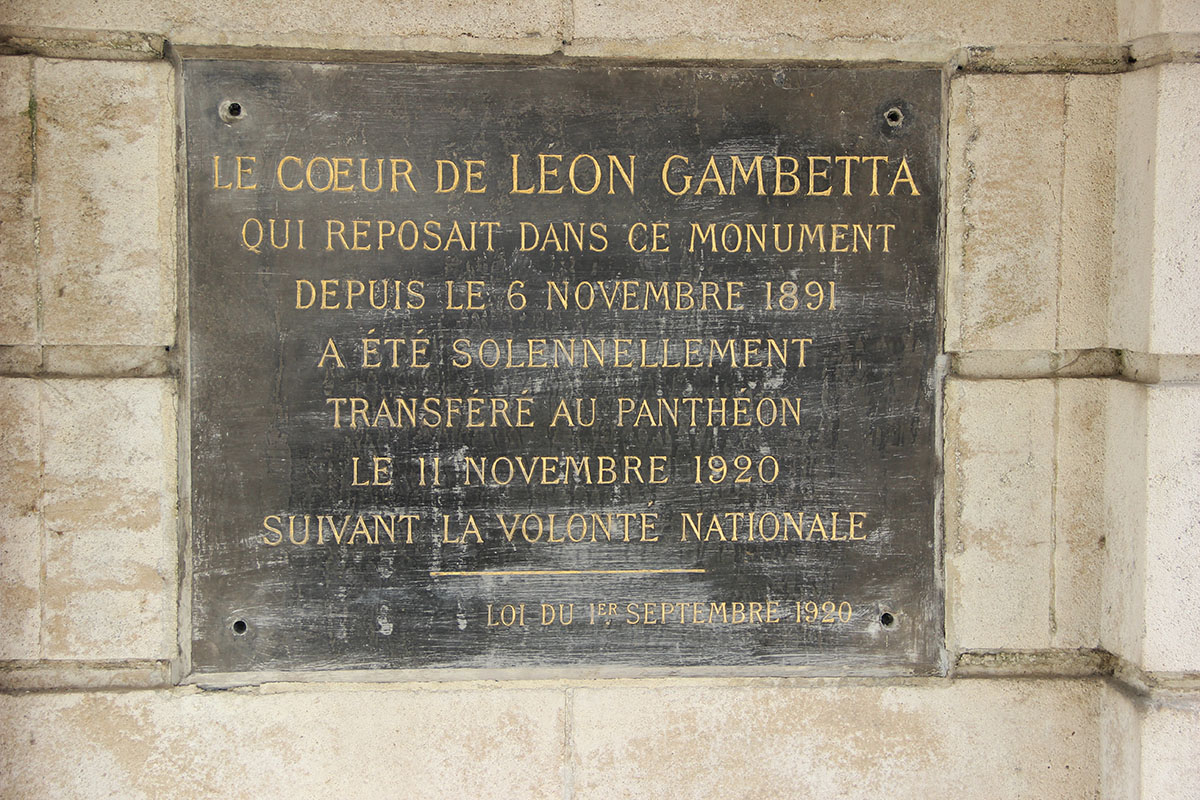 LE CŒUR DE LÉON GAMBETTA
QUI REPOSAIT DANS CE MONUMENT
DEPUIS LE 6 NOVEMBRE 1891
A ÉTÉ SOLENNELLEMENT
TRANSFÉRÉ AU PANTHÉON
LE 11 NOVEMBRE 1920
SUIVANT LA VOLONTÉ NATIONALE
LOI DU 1ER SEPTEMBRE 1920